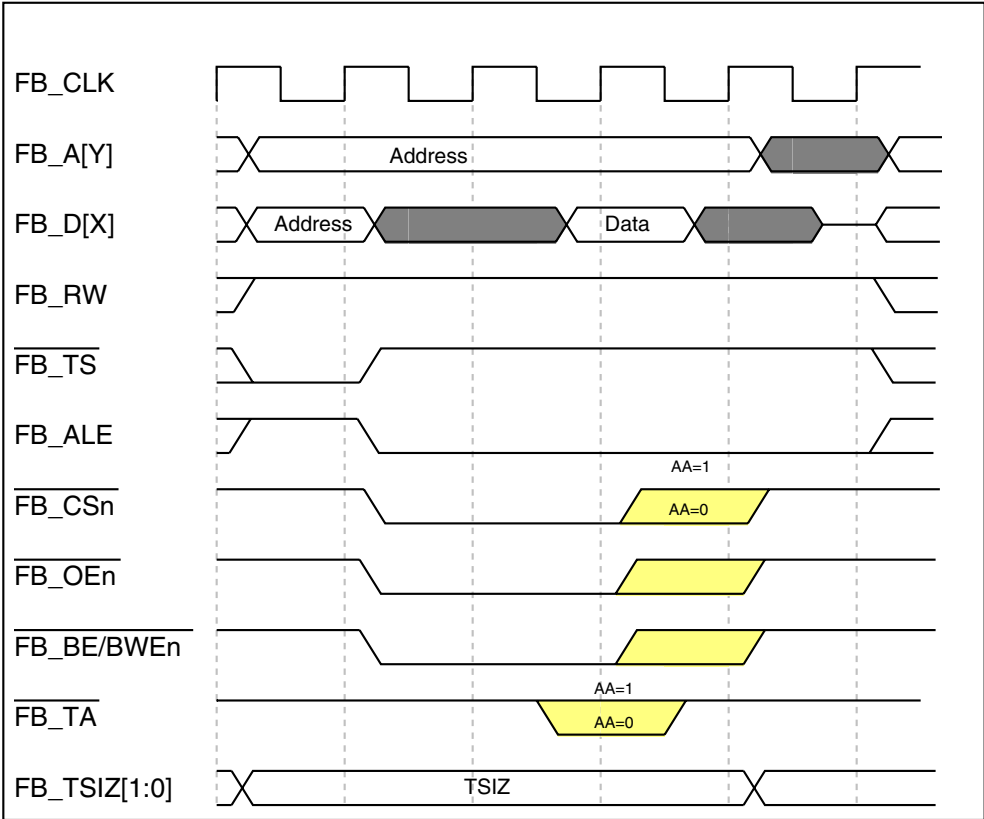 FB_CLK
FB_A[Y]
Address
FB_D[X]
Address
Data
FB_RW
FB_TS
FB_ALE
AA=1
FB_CSn
AA=0
FB_OEn
FB_BE/BWEn
AA=1
FB_TA
AA=0
FB_TSIZ[1:0]
TSIZ